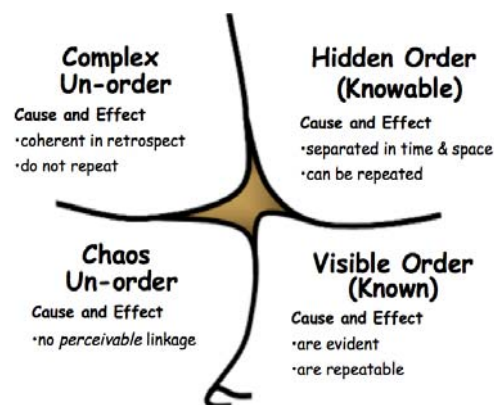 Complex
Un-order
Cause and Effect
•coherent in retrospect
•do not repeat
Hidden Order
(Knowable)
Cause and Effect
•separated in time & space
•can be repeated
Chaos
Un-order
Cause and Effect
•no perceivable linkage
Visible Order
(Known)
Cause and Effect
•are evident
•are repeatable